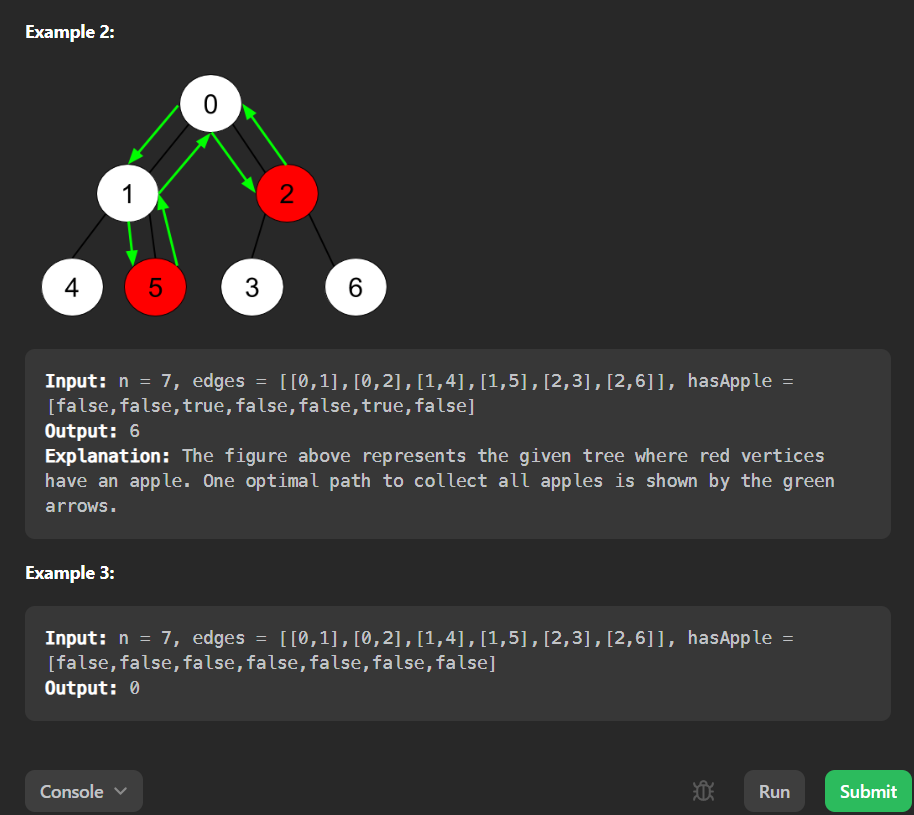 Example 2:
0
1
2
4
5
3
6
Input: n = 7, edges = [[0,1],[0,2],[1,4],[1,5],[2,3],[2,6]], hasApple =
[false,false,true,false,false,true,false]
Output: 6
Explanation: The figure above represents the given tree where red vertices
have an apple. One optimal path to collect all apples is shown by the green
arrows.
Example 3:
Input: n = 7, edges = [[0,1],[0,2],[1,4],[1,5],[2,3],[2,6]], hasApple =
[false,false,false,false,false,false,false]
Output: 0
Console
Run
Submit